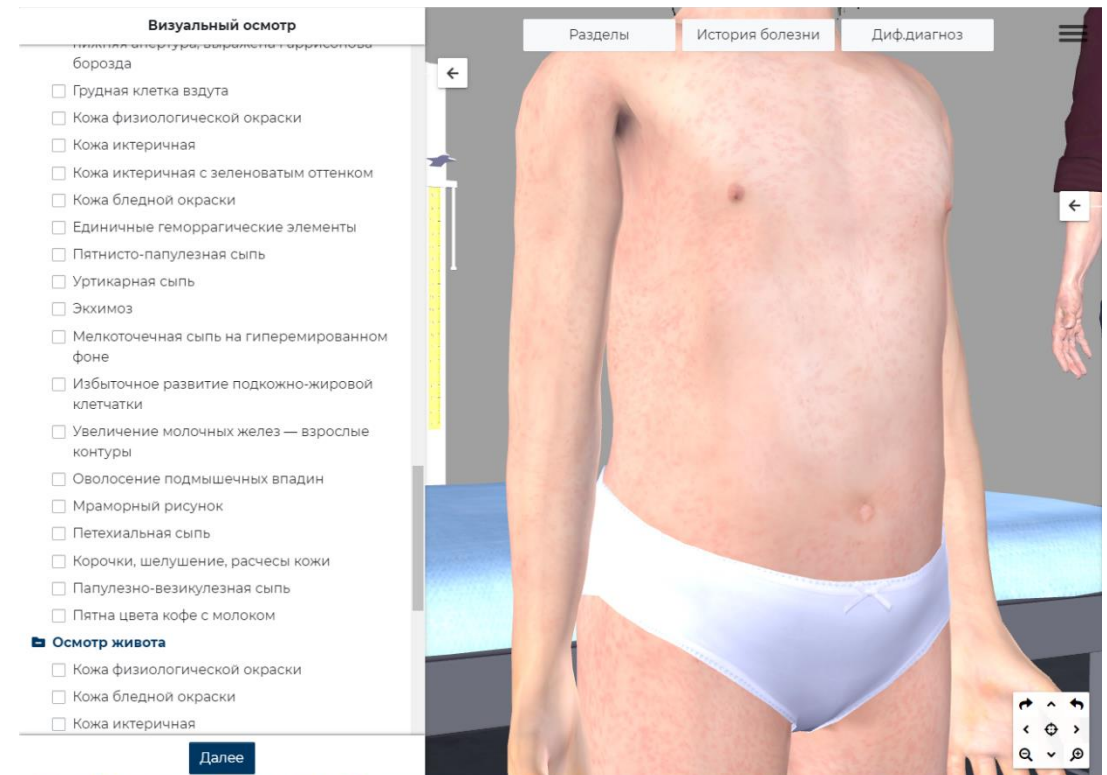 Визуальный осмотр
нижняя апертура, выражена Гаррисонова
борозда
Грудная клетка вздута
Кожа физиологической окраски
Кожа иктеричная
Кожа иктеричная с зеленоватым оттенком
Кожа бледной окраски
Единичные геморрагические элементы
Пятнисто-папулезная сыпь
Уртикарная сыпь
Экхимоз
Мелкоточечная сыпь на гиперемированном
фоне
Избыточное развитие подкожно-жировой
клетчатки
Увеличение молочных желез — взрослые
контуры
Оволосение подмышечных впадин
Мраморный рисунок
Петехиальная сыпь
Корочки, шелушение, расчесы кожи
Папулезно-везикулезная сыпь
Пятна цвета кофе с молоком
Осмотр живота
Кожа физиологической окраски
Кожа бледной окраски
Кожа иктеричная
Далее
Разделы
История болезни
Диф.диагноз